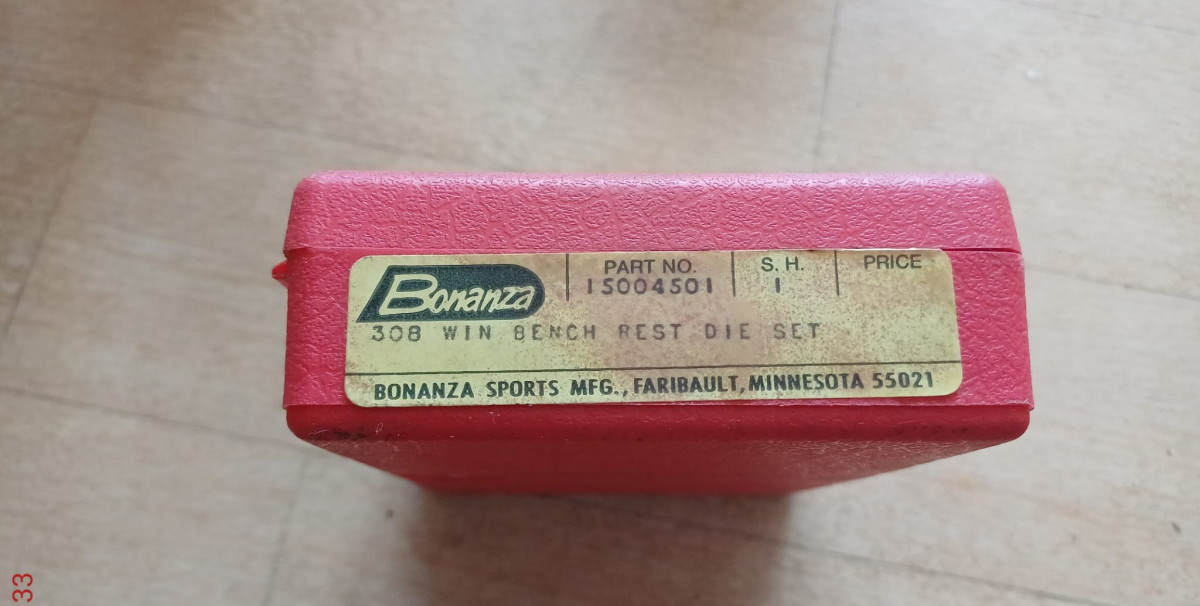 Bonanza
PART NO. S. H. PRICE
15004501 1
308 WIN BENCH REST DIE SET
BONANZA SPORTS MFG., FARIBAULT, MINNESOTA 55021
33